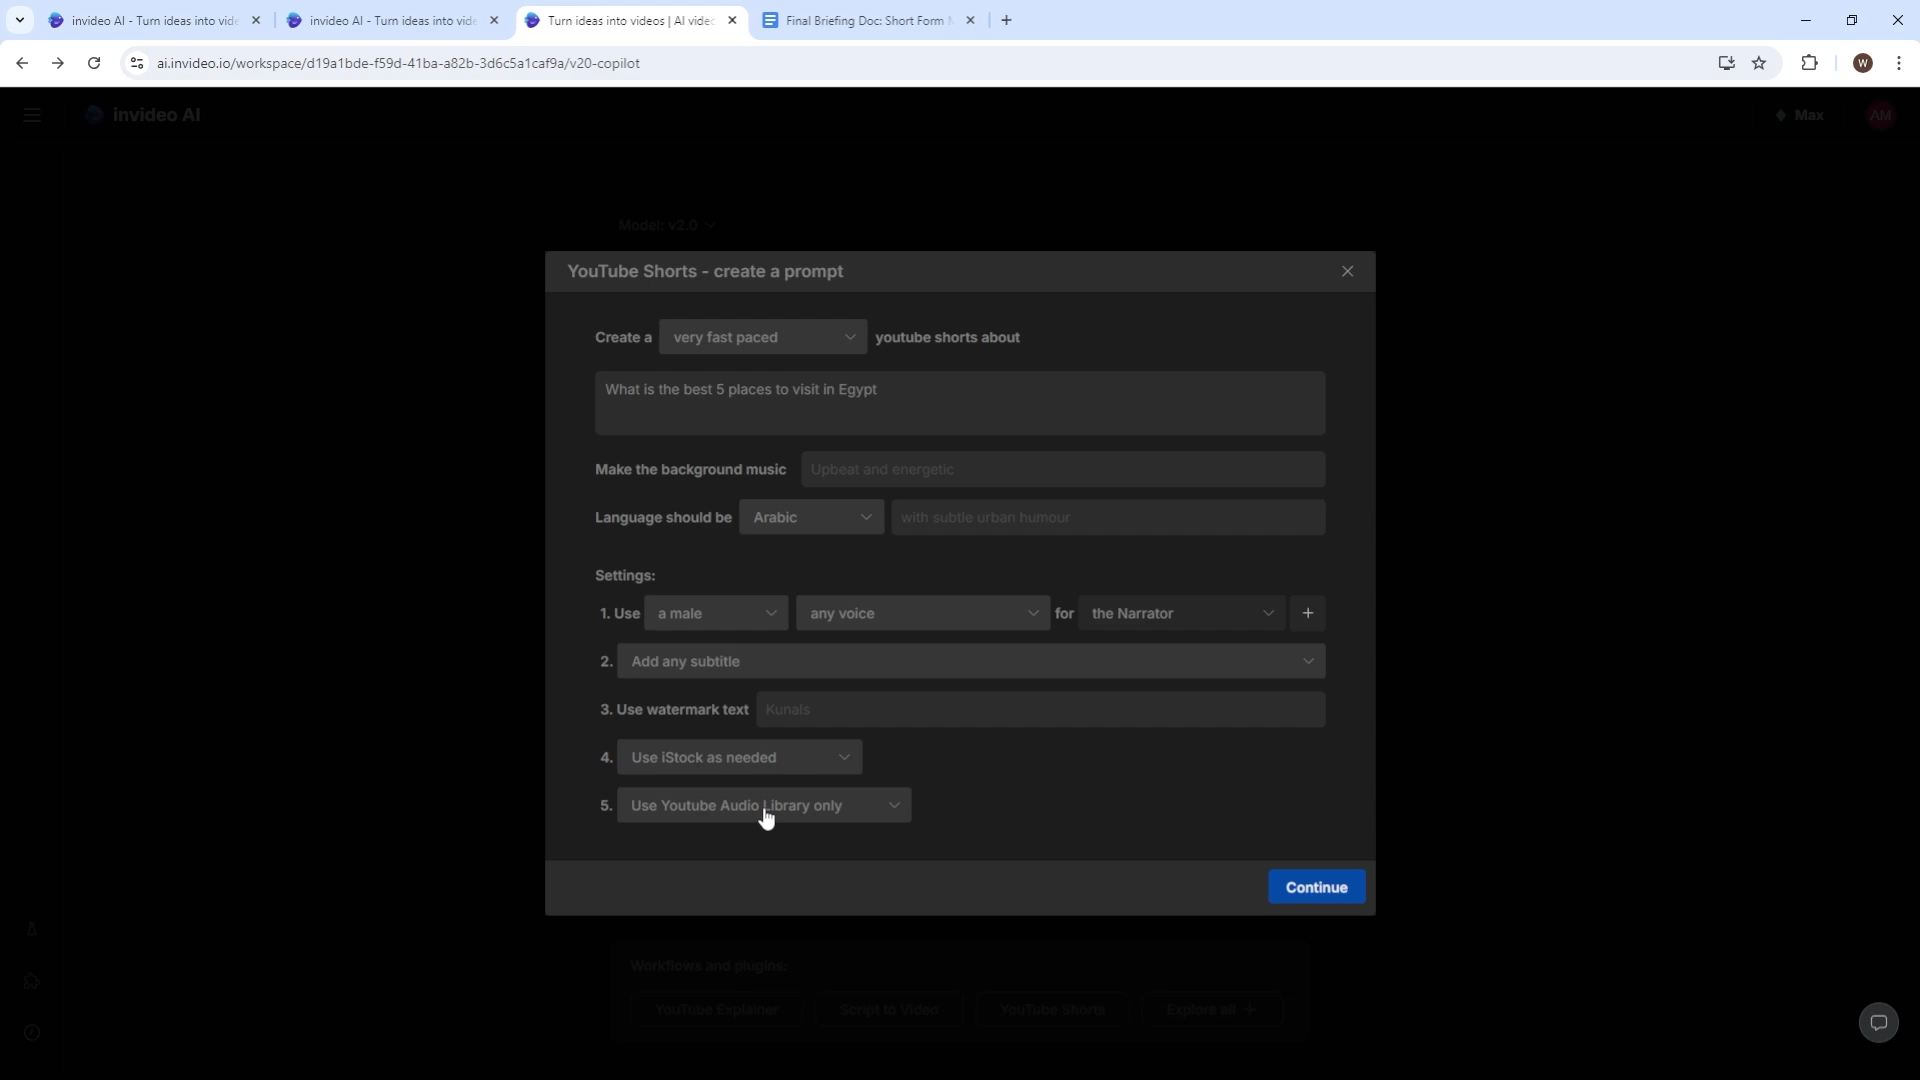 invideo AI - Turn ideas into vide
invideo AI - Turn ideas into vide
Turn ideas into videos | AI videc
Final Briefing Doc: Short Form
ai.invideo.io/workspace/d19a1bde-f59d-41ba-a82b-3d6c5a1caf9a/v20-copilot
W
invideo AI
Max
AM
Model: v2.0
YouTube Shorts - create a prompt
Create a very fast paced youtube shorts about
What is the best 5 places to visit in Egypt
Make the background music Upbeat and energetic
Language should be Arabic with subtle urban humour
Settings:
1. Use a male any voice for the Narrator +
2. Add any subtitle
3. Use watermark text Kunals
4. Use iStock as needed
5. Use Youtube Audio Library only
Continue
Workflows and plugins:
YouTube Explainer Script to Video YouTube Shorts Explore all +